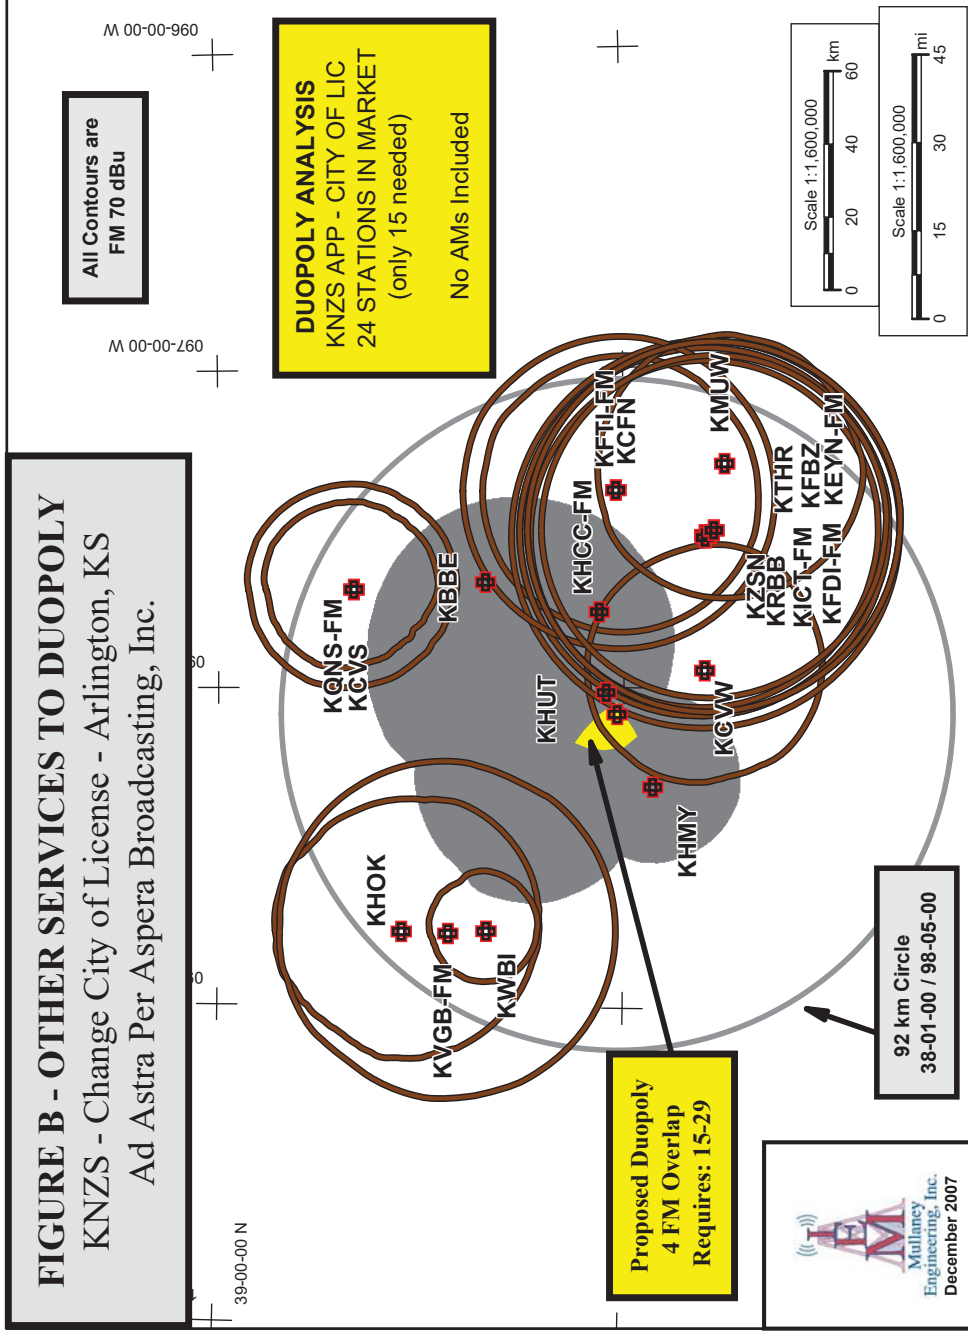 FIGURE B - OTHER SERVICES TO DUOPOLY
KNZS - Change City of License - Arlington, KS
Ad Astra Per Aspera Broadcasting, Inc.
All Contours are
FM 70 dBu
097-00-00 W
096-00-00 W
39-00-00 N
DUOPOLY ANALYSIS
KNZS APP - CITY OF LIC
24 STATIONS IN MARKET
(only 15 needed)
No AMs Included
KQNS-FM
KCVS
KBBE
KHOK
KVGB-FM
KWBI
KHUT
KHCC-FM
KFTI-FM
KCFN
KMUW
KTHR
KFBZ
KEYN-FM
KZSN
KRBB
KICT-FM
KFDI-FM
KCVW
KHMY
Proposed Duopoly
4 FM Overlap
Requires: 15-29
92 km Circle
38-01-00 / 98-05-00
Scale 1:1,600,000
0 20 40 60 km
Scale 1:1,600,000
0 15 30 45 mi
MEI
Mullaney
Engineering, Inc.
December 2007